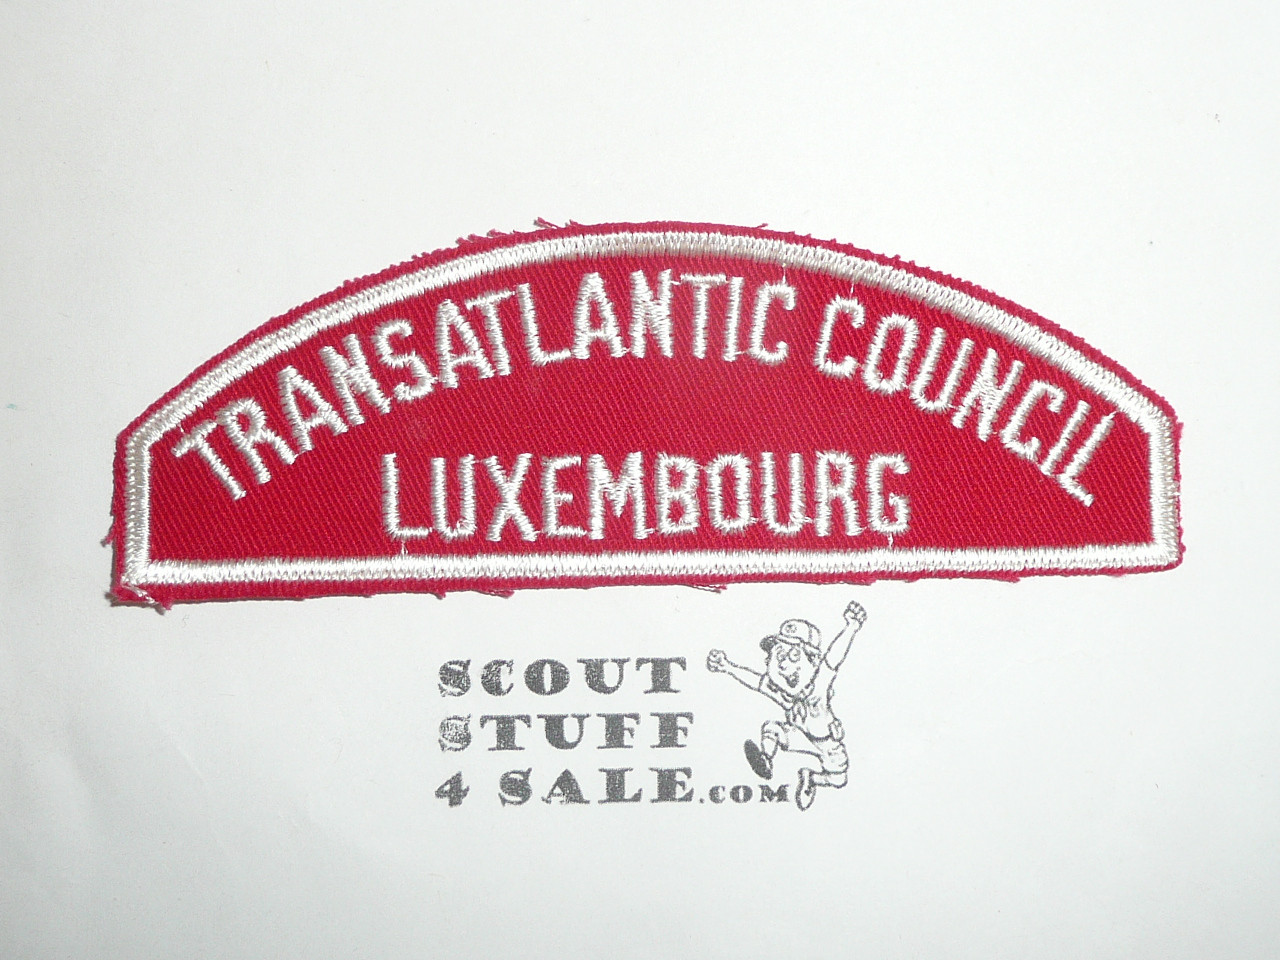 TRANSATLANTIC COUNCIL
LUXEMBOURG
SCOUT
STUFF
4 SALE.COM